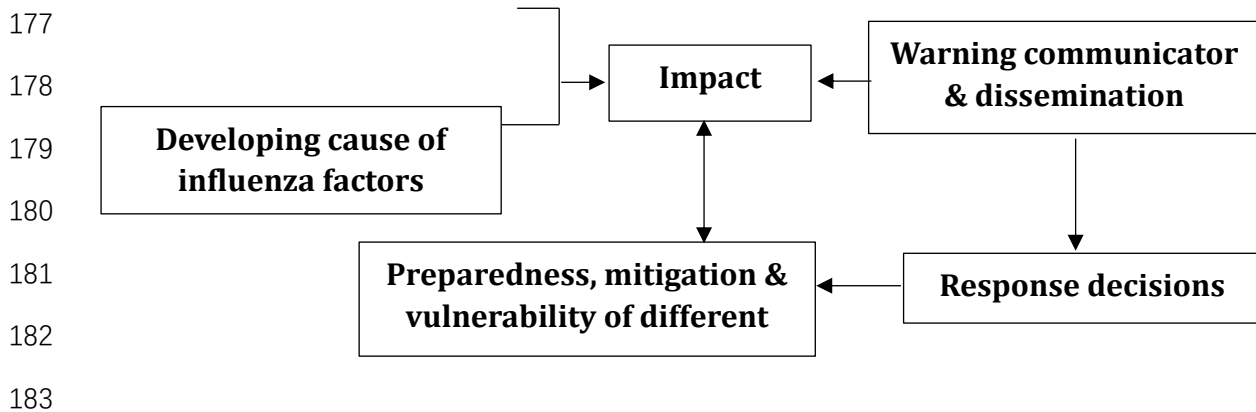 177
Warning communicator
Impact
178
& dissemination
Developing cause of
179
influenza factors
180
Preparedness, mitigation &
181
Response decisions
vulnerability of different
182
183